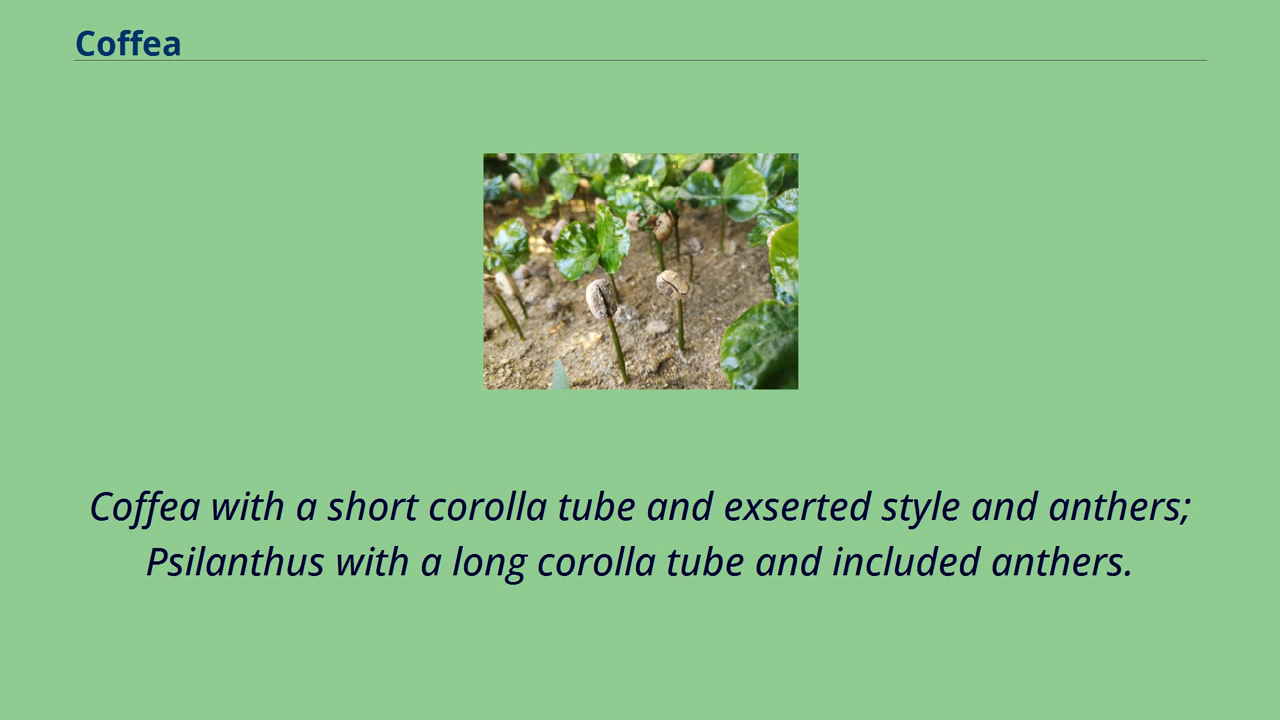 Coffea
Coffea with a short corolla tube and exserted style and anthers;
Psilanthus with a long corolla tube and included anthers.